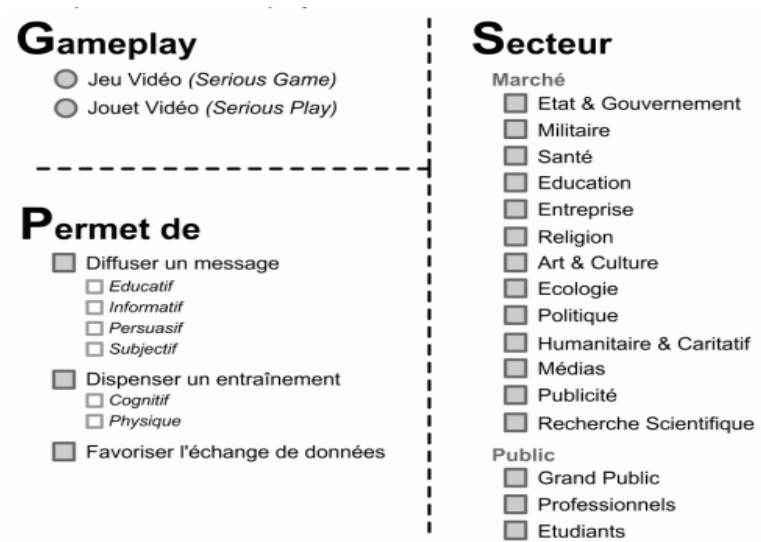 Gameplay
Jeu Vidéo (Serious Game)
Jouet Vidéo (Serious Play)
Permet de
Diffuser un message
Educatif
Informatif
Persuasif
Subjectif
Dispenser un entraînement
Cognitif
Physique
Favoriser l'échange de données
Secteur
Marché
Etat & Gouvernement
Militaire
Santé
Education
Entreprise
Religion
Art & Culture
Ecologie
Politique
Humanitaire & Caritatif
Médias
Publicité
Recherche Scientifique
Public
Grand Public
Professionnels
Etudiants